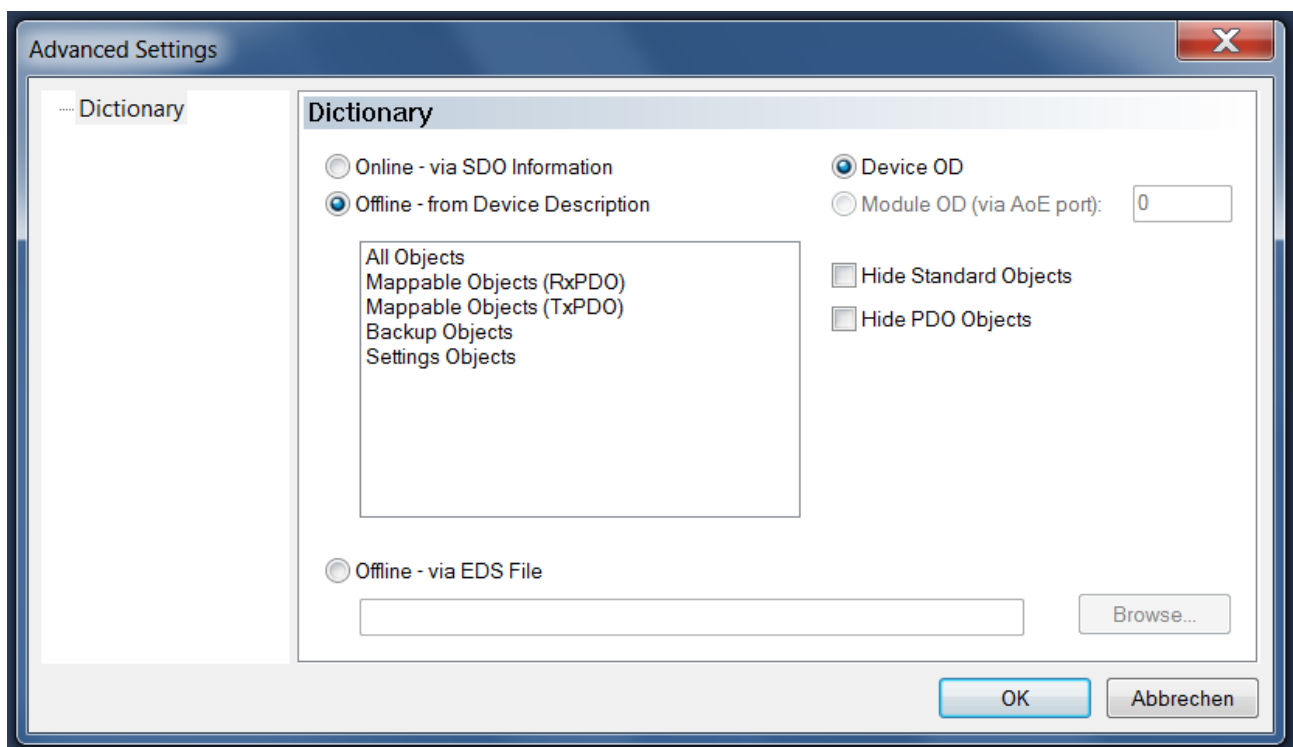 Advanced Settings
Dictionary
Dictionary
Online - via SDO Information
Offline - from Device Description
All Objects
Mappable Objects (RxPDO)
Mappable Objects (TxPDO)
Backup Objects
Settings Objects
Offline - via EDS File
Browse...
Device OD
Module OD (via AoE port): 0
Hide Standard Objects
Hide PDO Objects
OK
Abbrechen